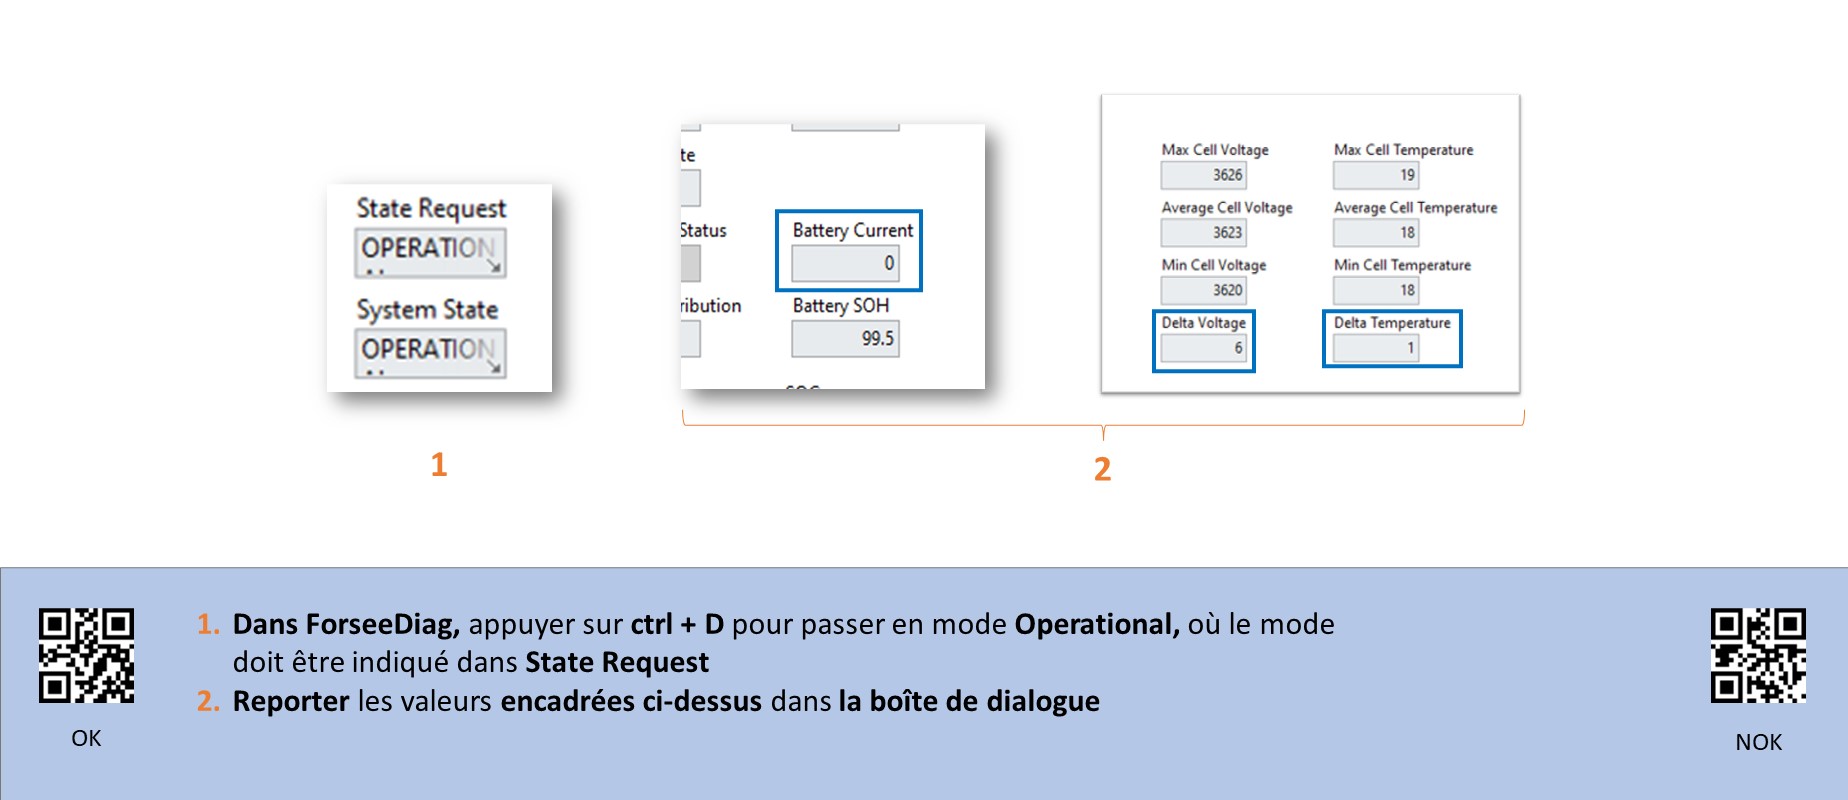 State Request
OPERATION
System State
OPERATION
1
te
Status
ribution
Battery Current
0
Battery SOH
99.5
Max Cell Voltage
3626
Average Cell Voltage
3623
Min Cell Voltage
3620
Delta Voltage
6
Max Cell Temperature
19
Average Cell Temperature
18
Min Cell Temperature
18
Delta Temperature
1
2
1. Dans ForseeDiag, appuyer sur ctrl + D pour passer en mode Operational, où le mode
doit être indiqué dans State Request
2. Reporter les valeurs encadrées ci-dessus dans la boîte de dialogue
OK
NOK